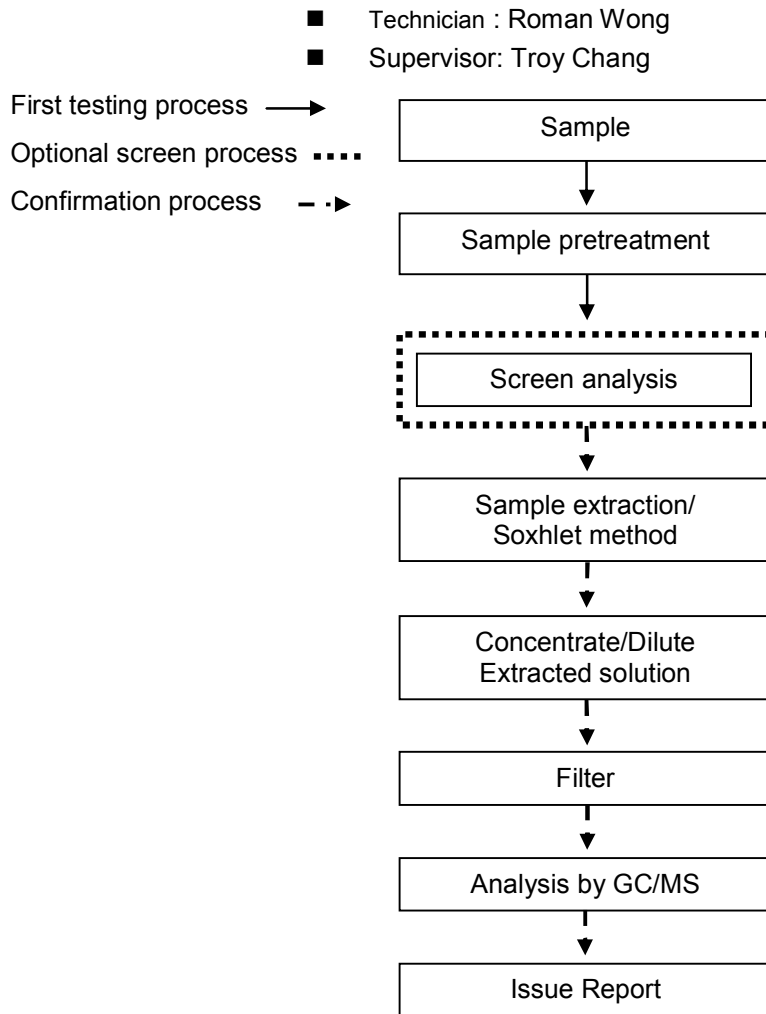 ■ Technician : Roman Wong
■ Supervisor: Troy Chang
First testing process
Optional screen process
Confirmation process
Sample
Sample pretreatment
Screen analysis
Sample extraction/
Soxhlet method
Concentrate/Dilute
Extracted solution
Filter
Analysis by GC/MS
Issue Report